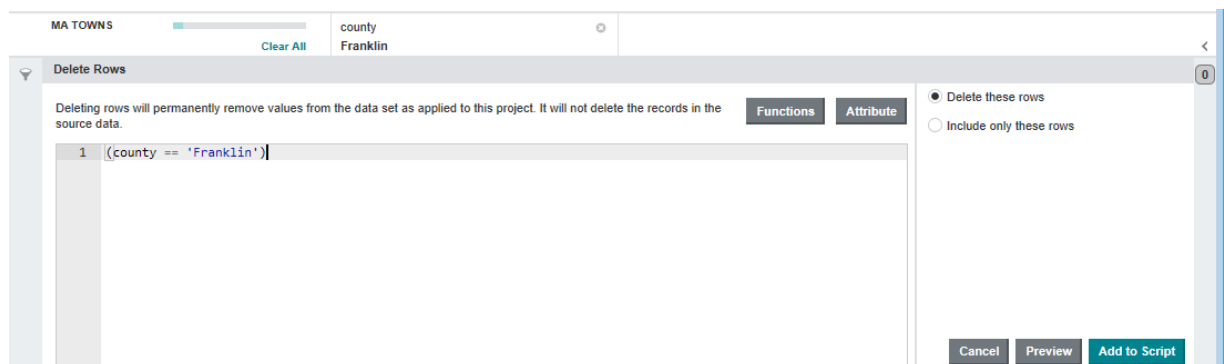 MA TOWNS
Clear All
county
Franklin
Delete Rows
0
Deleting rows will permanently remove values from the data set as applied to this project. It will not delete the records in the
source data.
Functions
Attribute
Delete these rows
Include only these rows
1 (county == 'Franklin')
Cancel
Preview
Add to Script